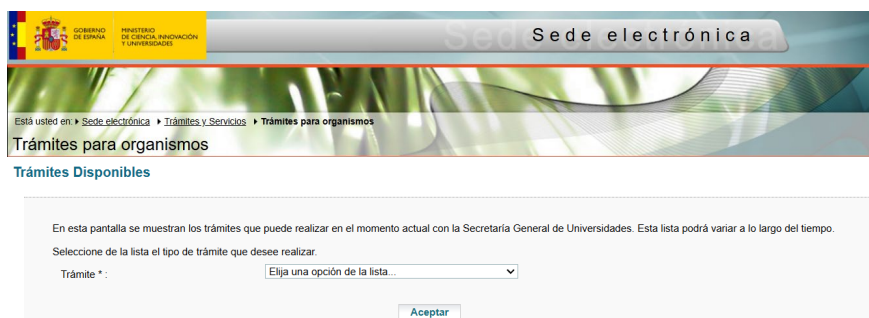 GOBIERNO
DE ESPAÑA
MINISTERIO
DE CIENCIA, INNOVACIÓN
Y UNIVERSIDADES
Sede electrónica
Está usted en: Sede electrónica Trámites y Servicios Trámites para organismos
Trámites para organismos
Trámites Disponibles
En esta pantalla se muestran los trámites que puede realizar en el momento actual con la Secretaría General de Universidades. Esta lista podrá variar a lo largo del tiempo.
Seleccione de la lista el tipo de trámite que desee realizar.
Trámite * : Elija una opción de la lista...
Aceptar